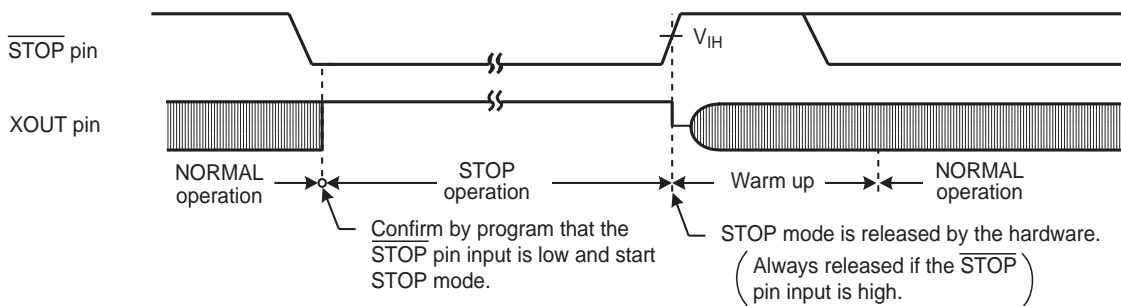 STOP pin
VIH
XOUT pin
NORMAL
operation
STOP
operation
Warm up
NORMAL
operation
Confirm by program that the
STOP pin input is low and start
STOP mode.
STOP mode is released by the hardware.
(Always released if the STOP
pin input is high.)